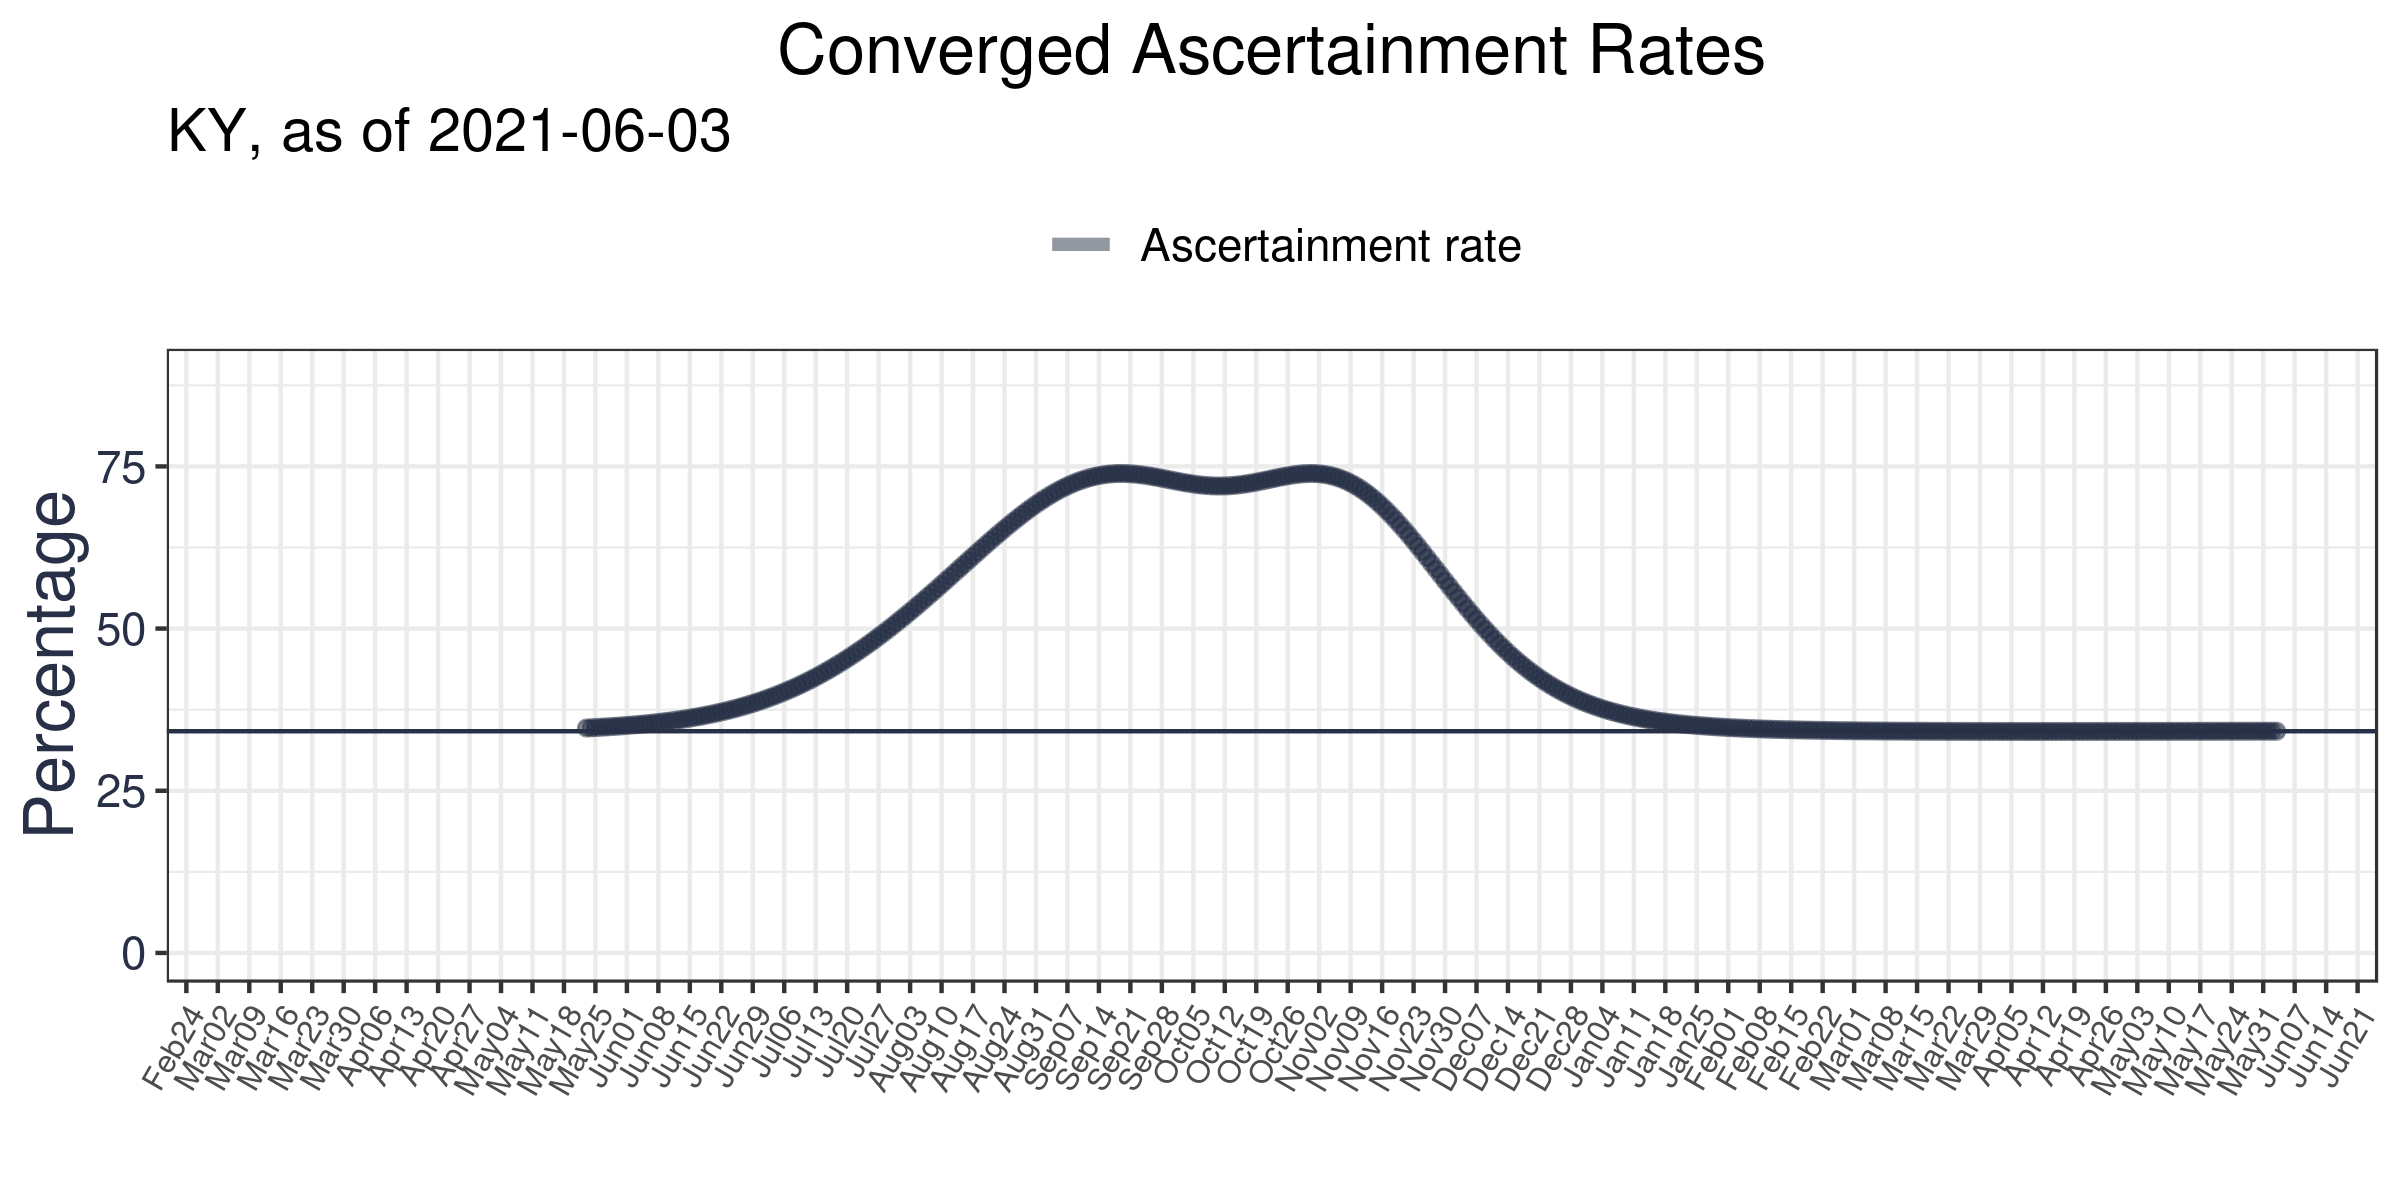 Converged Ascertainment Rates
KY, as of 2021-06-03
Ascertainment rate
Percentage
75
50
25
0
Feb24 Mar02 Mar09 Mar16 Mar23 Mar30 Apr06 Apr13 Apr20 Apr27 May04 May11 May18 May25 Jun01 Jun08 Jun15 Jun22 Jun29 Jul06 Jul13 Jul20 Jul27 Aug03 Aug10 Aug17 Aug24 Aug31 Sep07 Sep14 Sep21 Sep28 Oct05 Oct12 Oct19 Oct26 Nov02 Nov09 Nov16 Nov23 Nov30 Dec07 Dec14 Dec21 Dec28 Jan04 Jan11 Jan18 Jan25 Feb01 Feb08 Feb15 Feb22 Mar01 Mar08 Mar15 Mar22 Mar29 Apr05 Apr12 Apr19 Apr26 May03 May10 May17 May24 May31 Jun07 Jun14 Jun21